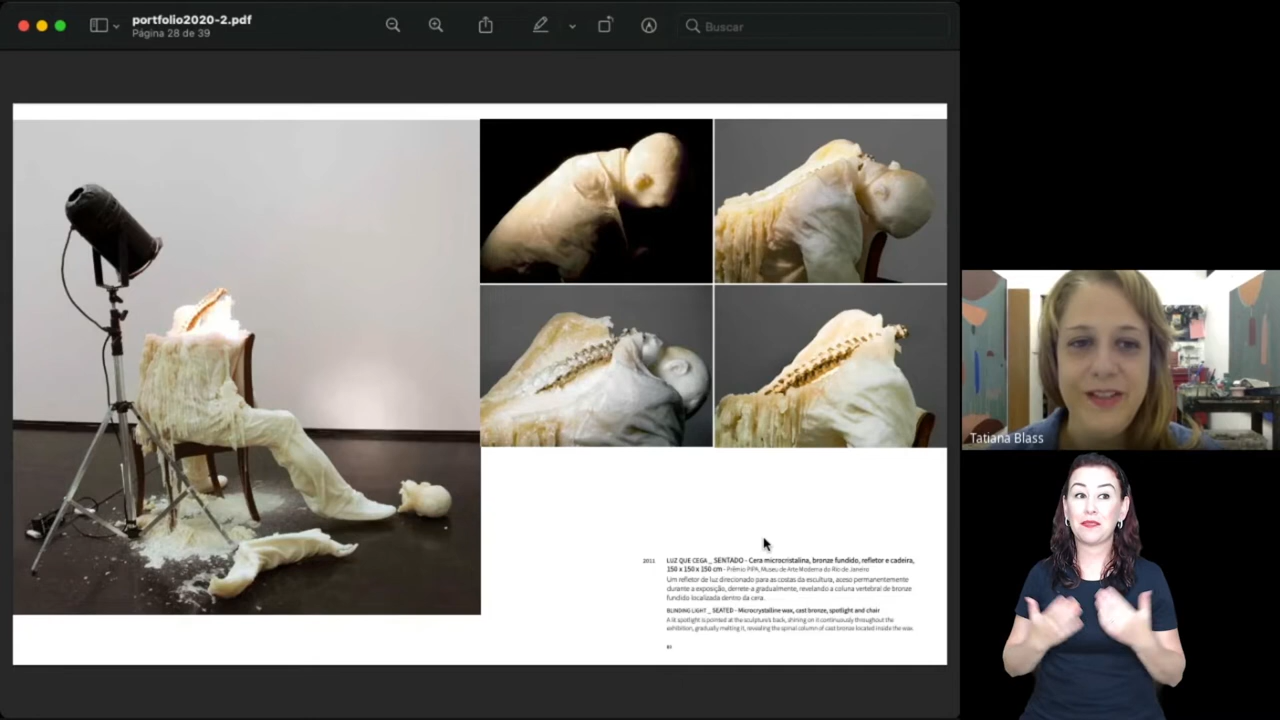 portfolio2020-2.pdf
Página 28 de 39
Buscar
2011 LUZ QUE CEGA _ SENTADO - Cera microcristalina, bronze fundido, refletor e cadeira,
150 x 150 x 150 cm - Prêmio PIPA, Museu de Arte Moderna do Rio de Janeiro
Um refletor de luz direcionado para as costas da escultura, aceso permanentemente
durante a exposição, derrete-a gradualmente, revelando a coluna vertebral de bronze
fundido localizada dentro da cera.
BLINDING LIGHT _ SEATED - Microcrystalline wax, cast bronze, spotlight and chair
A lit spotlight is pointed at the sculpture's back, shining on it continuously throughout the
exhibition, gradually melting it, revealing the spinal column of cast bronze located inside the wax.
Tatiana Blass